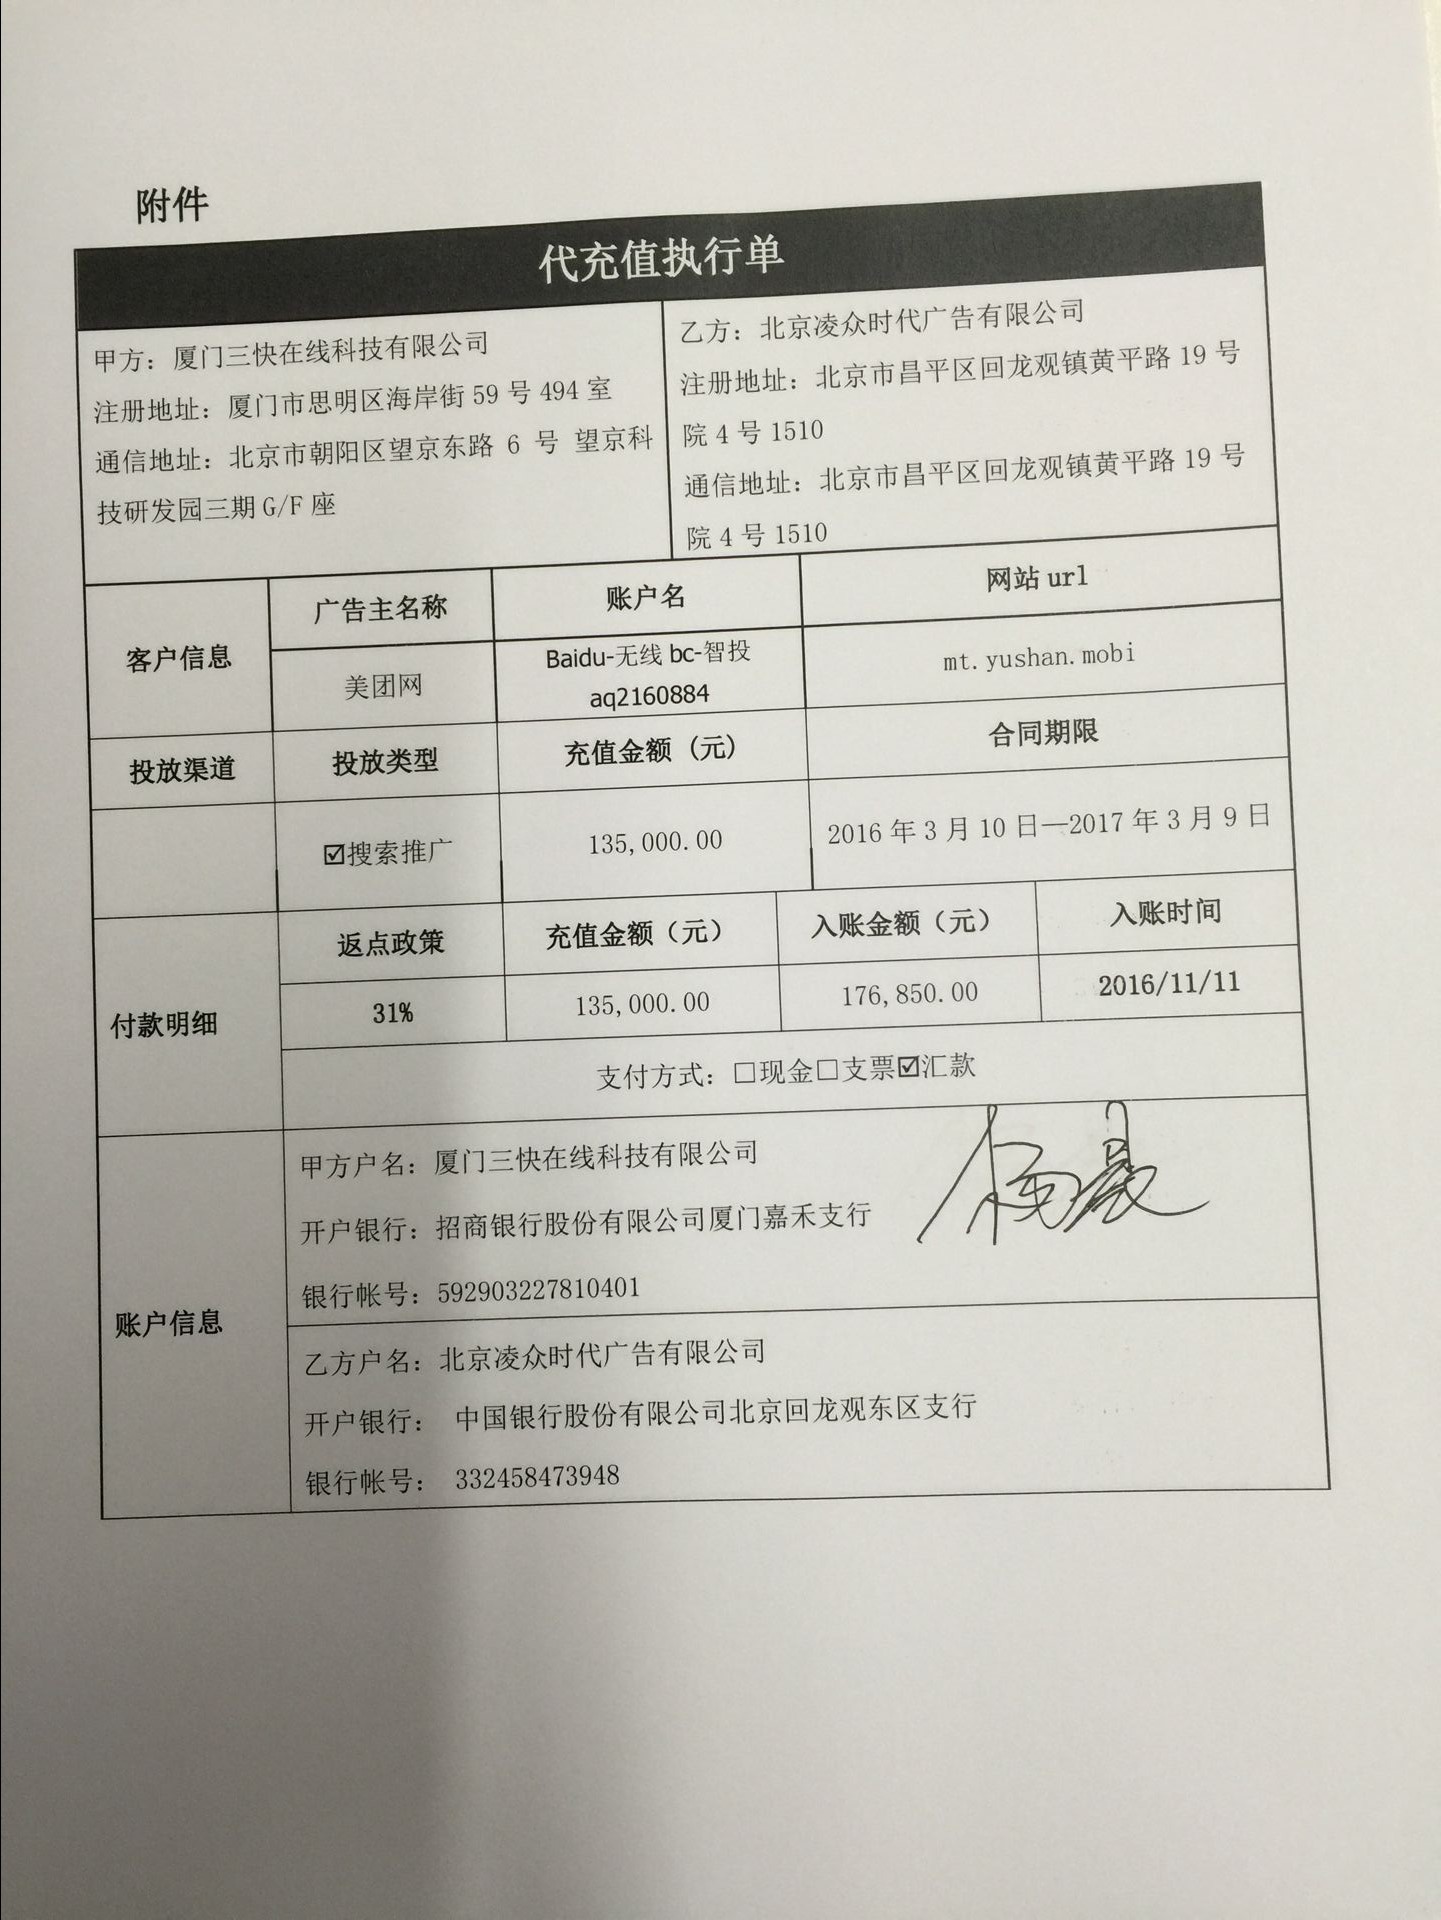 附件
代充值执行单
甲方：厦门三快在线科技有限公司
注册地址：厦门市思明区海岸街 59 号 494 室
通信地址：北京市朝阳区望京东路 6 号 望京科
技研发园三期 G/F 座
乙方：北京凌众时代广告有限公司
注册地址：北京市昌平区回龙观镇黄平路 19 号
院 4 号 1510
通信地址：北京市昌平区回龙观镇黄平路 19 号
院 4 号 1510
客户信息
广告主名称
账户名
网站 url
美团网
Baidu-无线 bc-智投
aq2160884
mt.yushan.mobi
投放渠道
投放类型
充值金额 (元)
合同期限
☑搜索推广
135,000.00
2016 年 3 月 10 日—2017 年 3 月 9 日
付款明细
返点政策
充值金额（元）
入账金额（元）
入账时间
31%
135,000.00
176,850.00
2016/11/11
支付方式：□现金□支票☑汇款
账户信息
甲方户名：厦门三快在线科技有限公司
开户银行：招商银行股份有限公司厦门嘉禾支行
银行帐号：592903227810401
乙方户名：北京凌众时代广告有限公司
开户银行： 中国银行股份有限公司北京回龙观东区支行
银行帐号： 332458473948